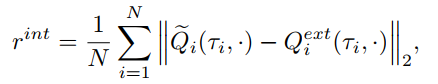 r^{int} = \frac{1}{N} \sum_{i=1}^{N} \left\| \widetilde{Q}_i(\tau_i, \cdot) - Q_i^{ext}(\tau_i, \cdot) \right\|_2,